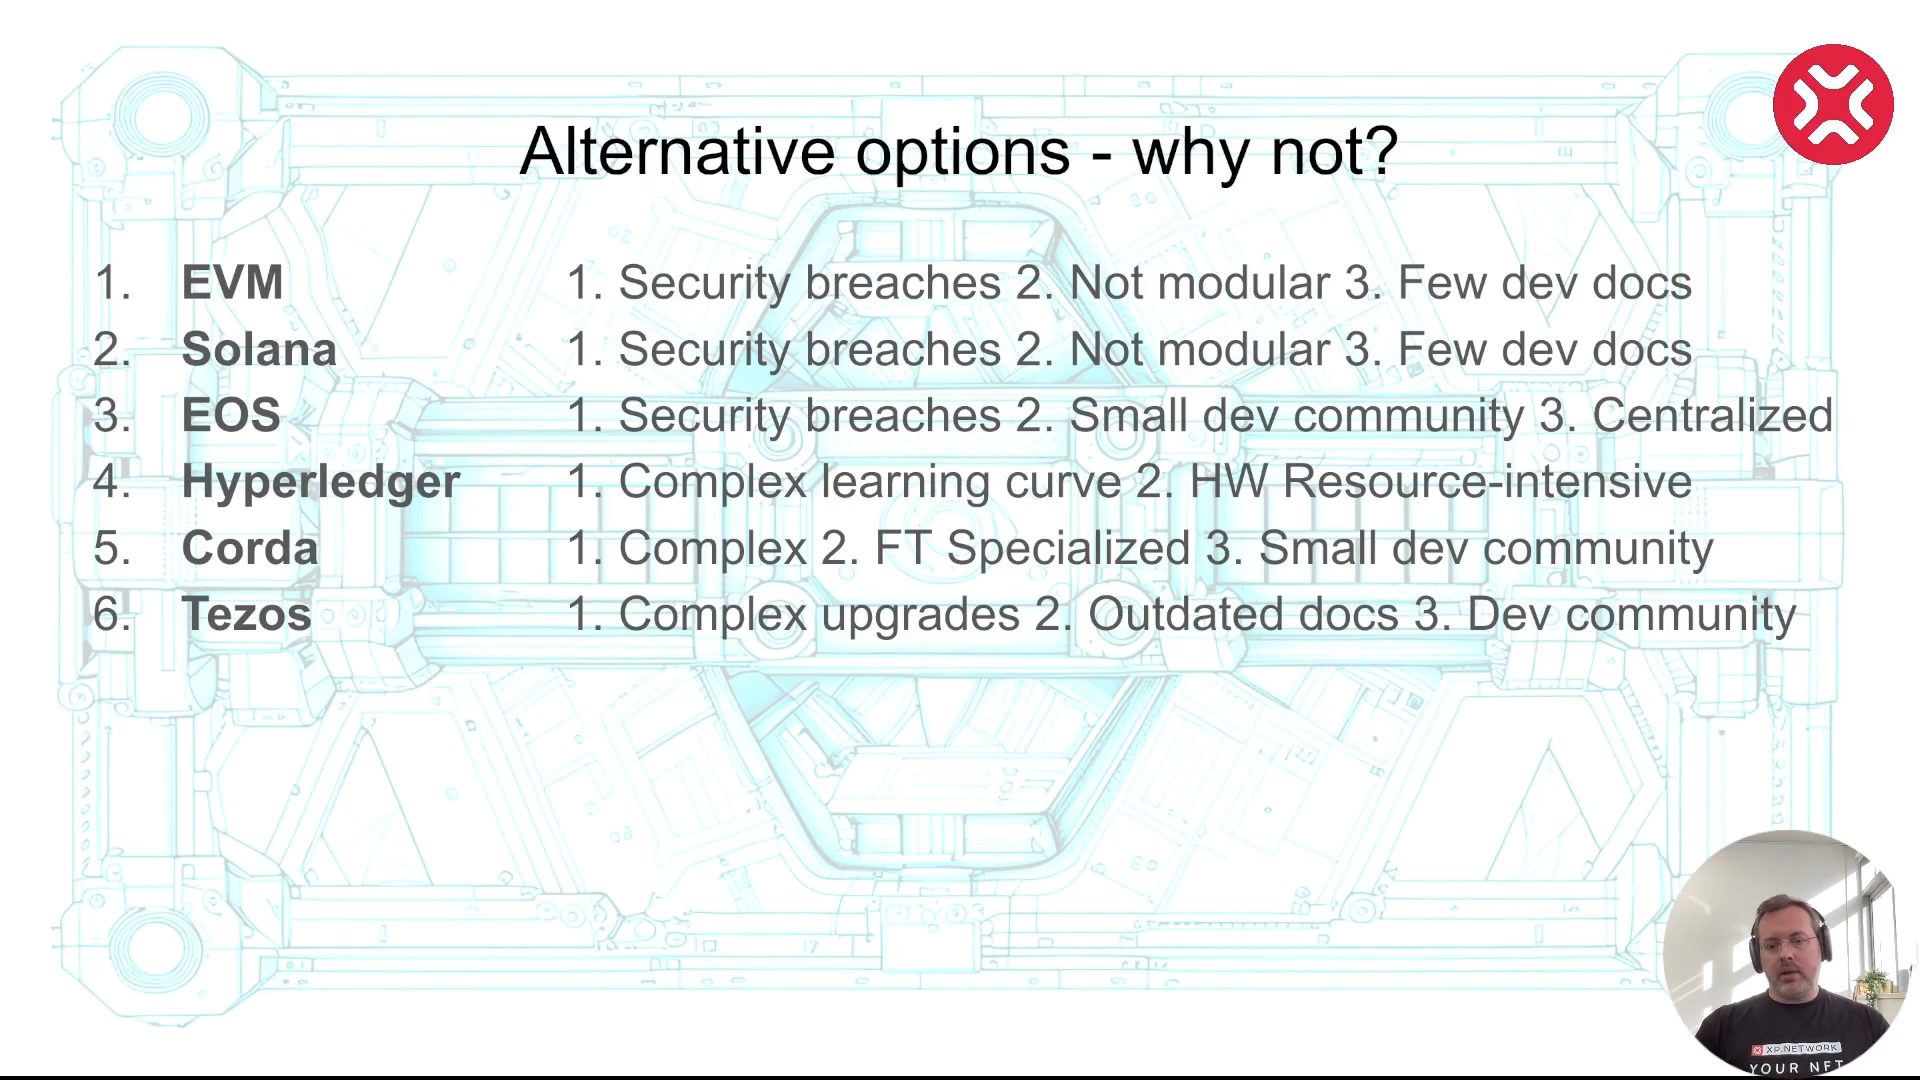 Alternative options - why not?
1. EVM 1. Security breaches 2. Not modular 3. Few dev docs
2. Solana 1. Security breaches 2. Not modular 3. Few dev docs
3. EOS 1. Security breaches 2. Small dev community 3. Centralized
4. Hyperledger 1. Complex learning curve 2. HW Resource-intensive
5. Corda 1. Complex 2. FT Specialized 3. Small dev community
6. Tezos 1. Complex upgrades 2. Outdated docs 3. Dev community
XP.NETWORK
YOUR NFT